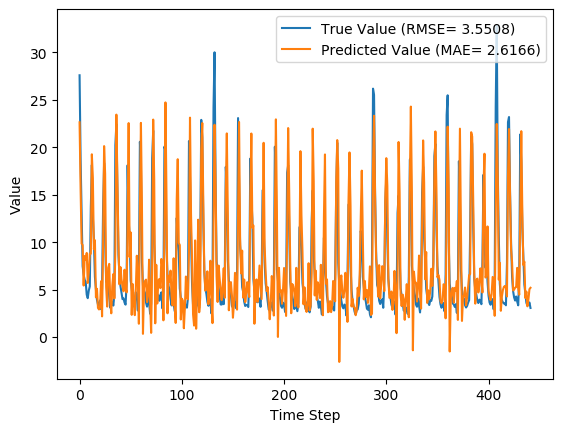 True Value (RMSE= 3.5508)
Predicted Value (MAE= 2.6166)
30
25
20
15
10
5
0
Value
0 100 200 300 400
Time Step